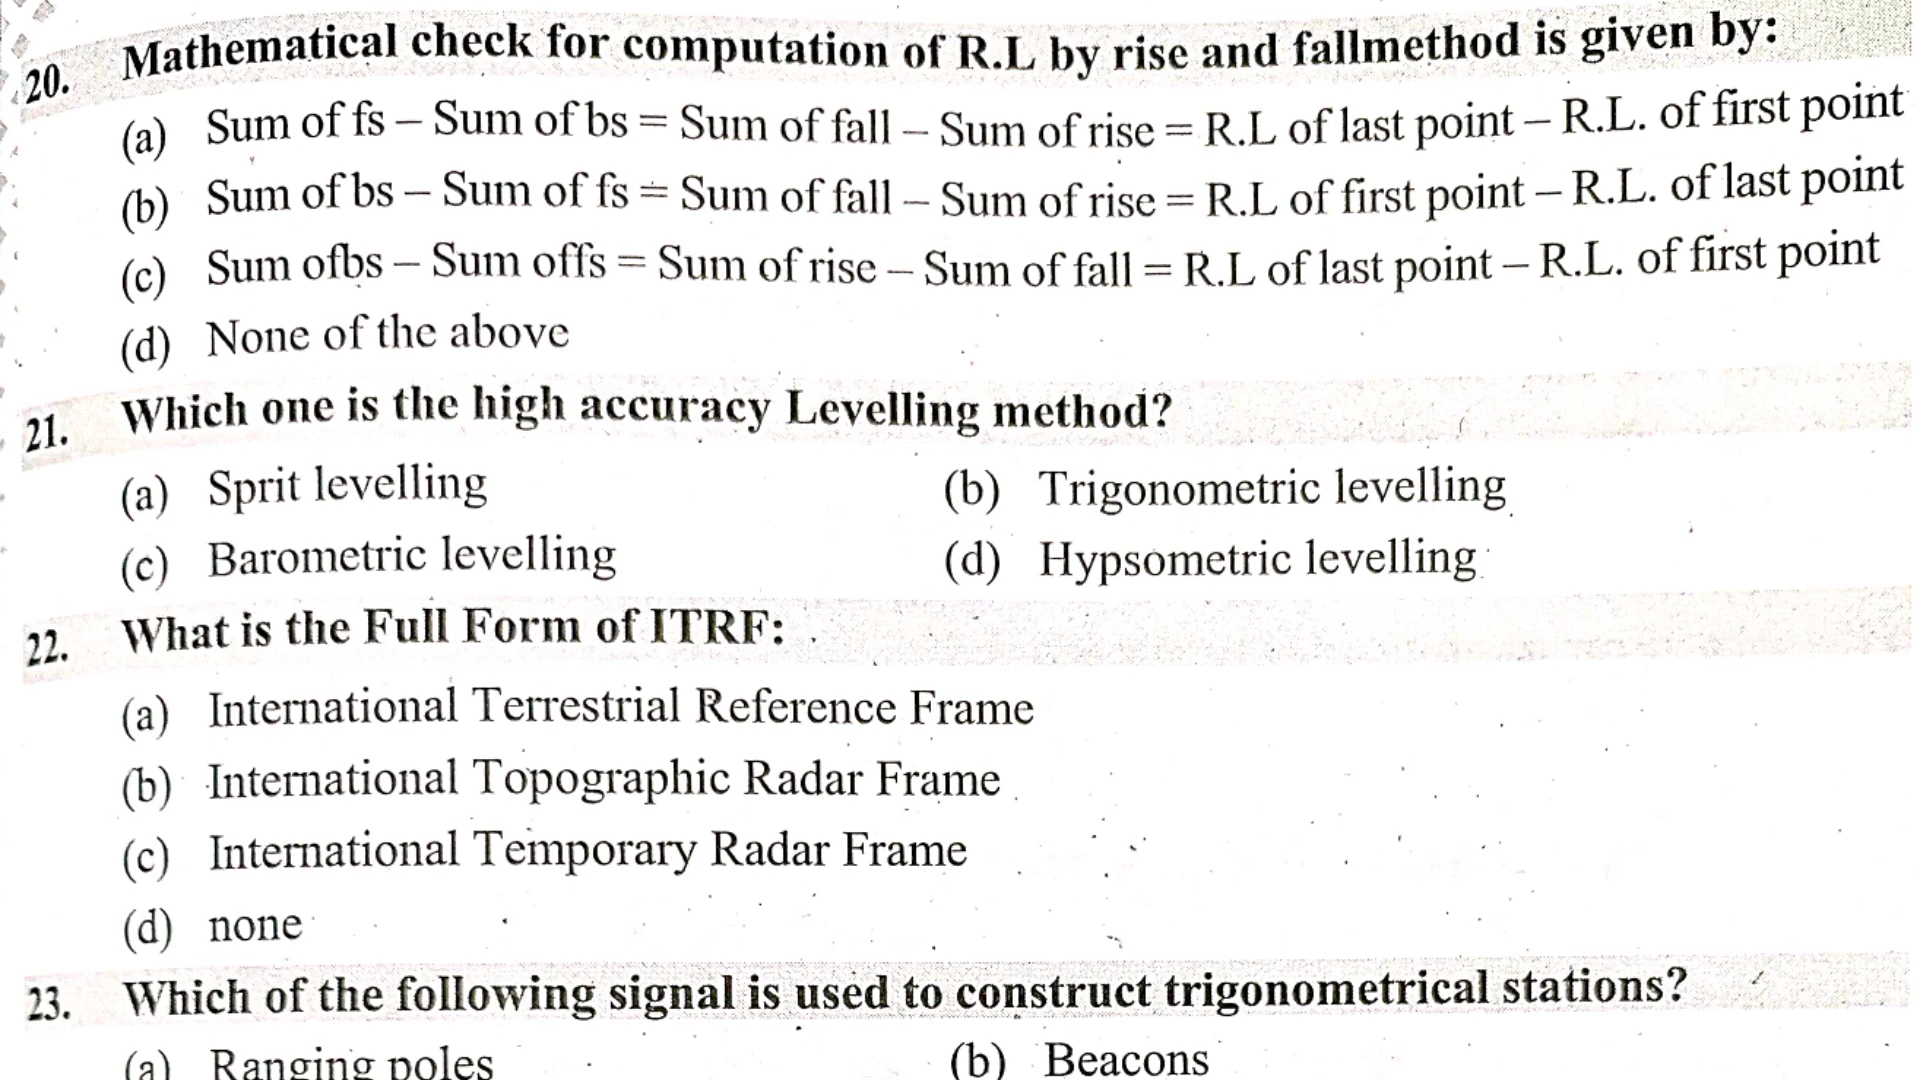 20. Mathematical check for computation of R.L by rise and fallmethod is given by:
(a) Sum of fs – Sum of bs = Sum of fall – Sum of rise = R.L of last point – R.L. of first point
(b) Sum of bs – Sum of fs = Sum of fall – Sum of rise = R.L of first point – R.L. of last point
(c) Sum ofbs – Sum offs = Sum of rise – Sum of fall = R.L of last point – R.L. of first point
(d) None of the above
21. Which one is the high accuracy Levelling method?
(a) Sprit levelling (b) Trigonometric levelling
(c) Barometric levelling (d) Hypsometric levelling
22. What is the Full Form of ITRF:
(a) International Terrestrial Reference Frame
(b) International Topographic Radar Frame
(c) International Temporary Radar Frame
(d) none
23. Which of the following signal is used to construct trigonometrical stations?
(a) Ranging poles (b) Beacons